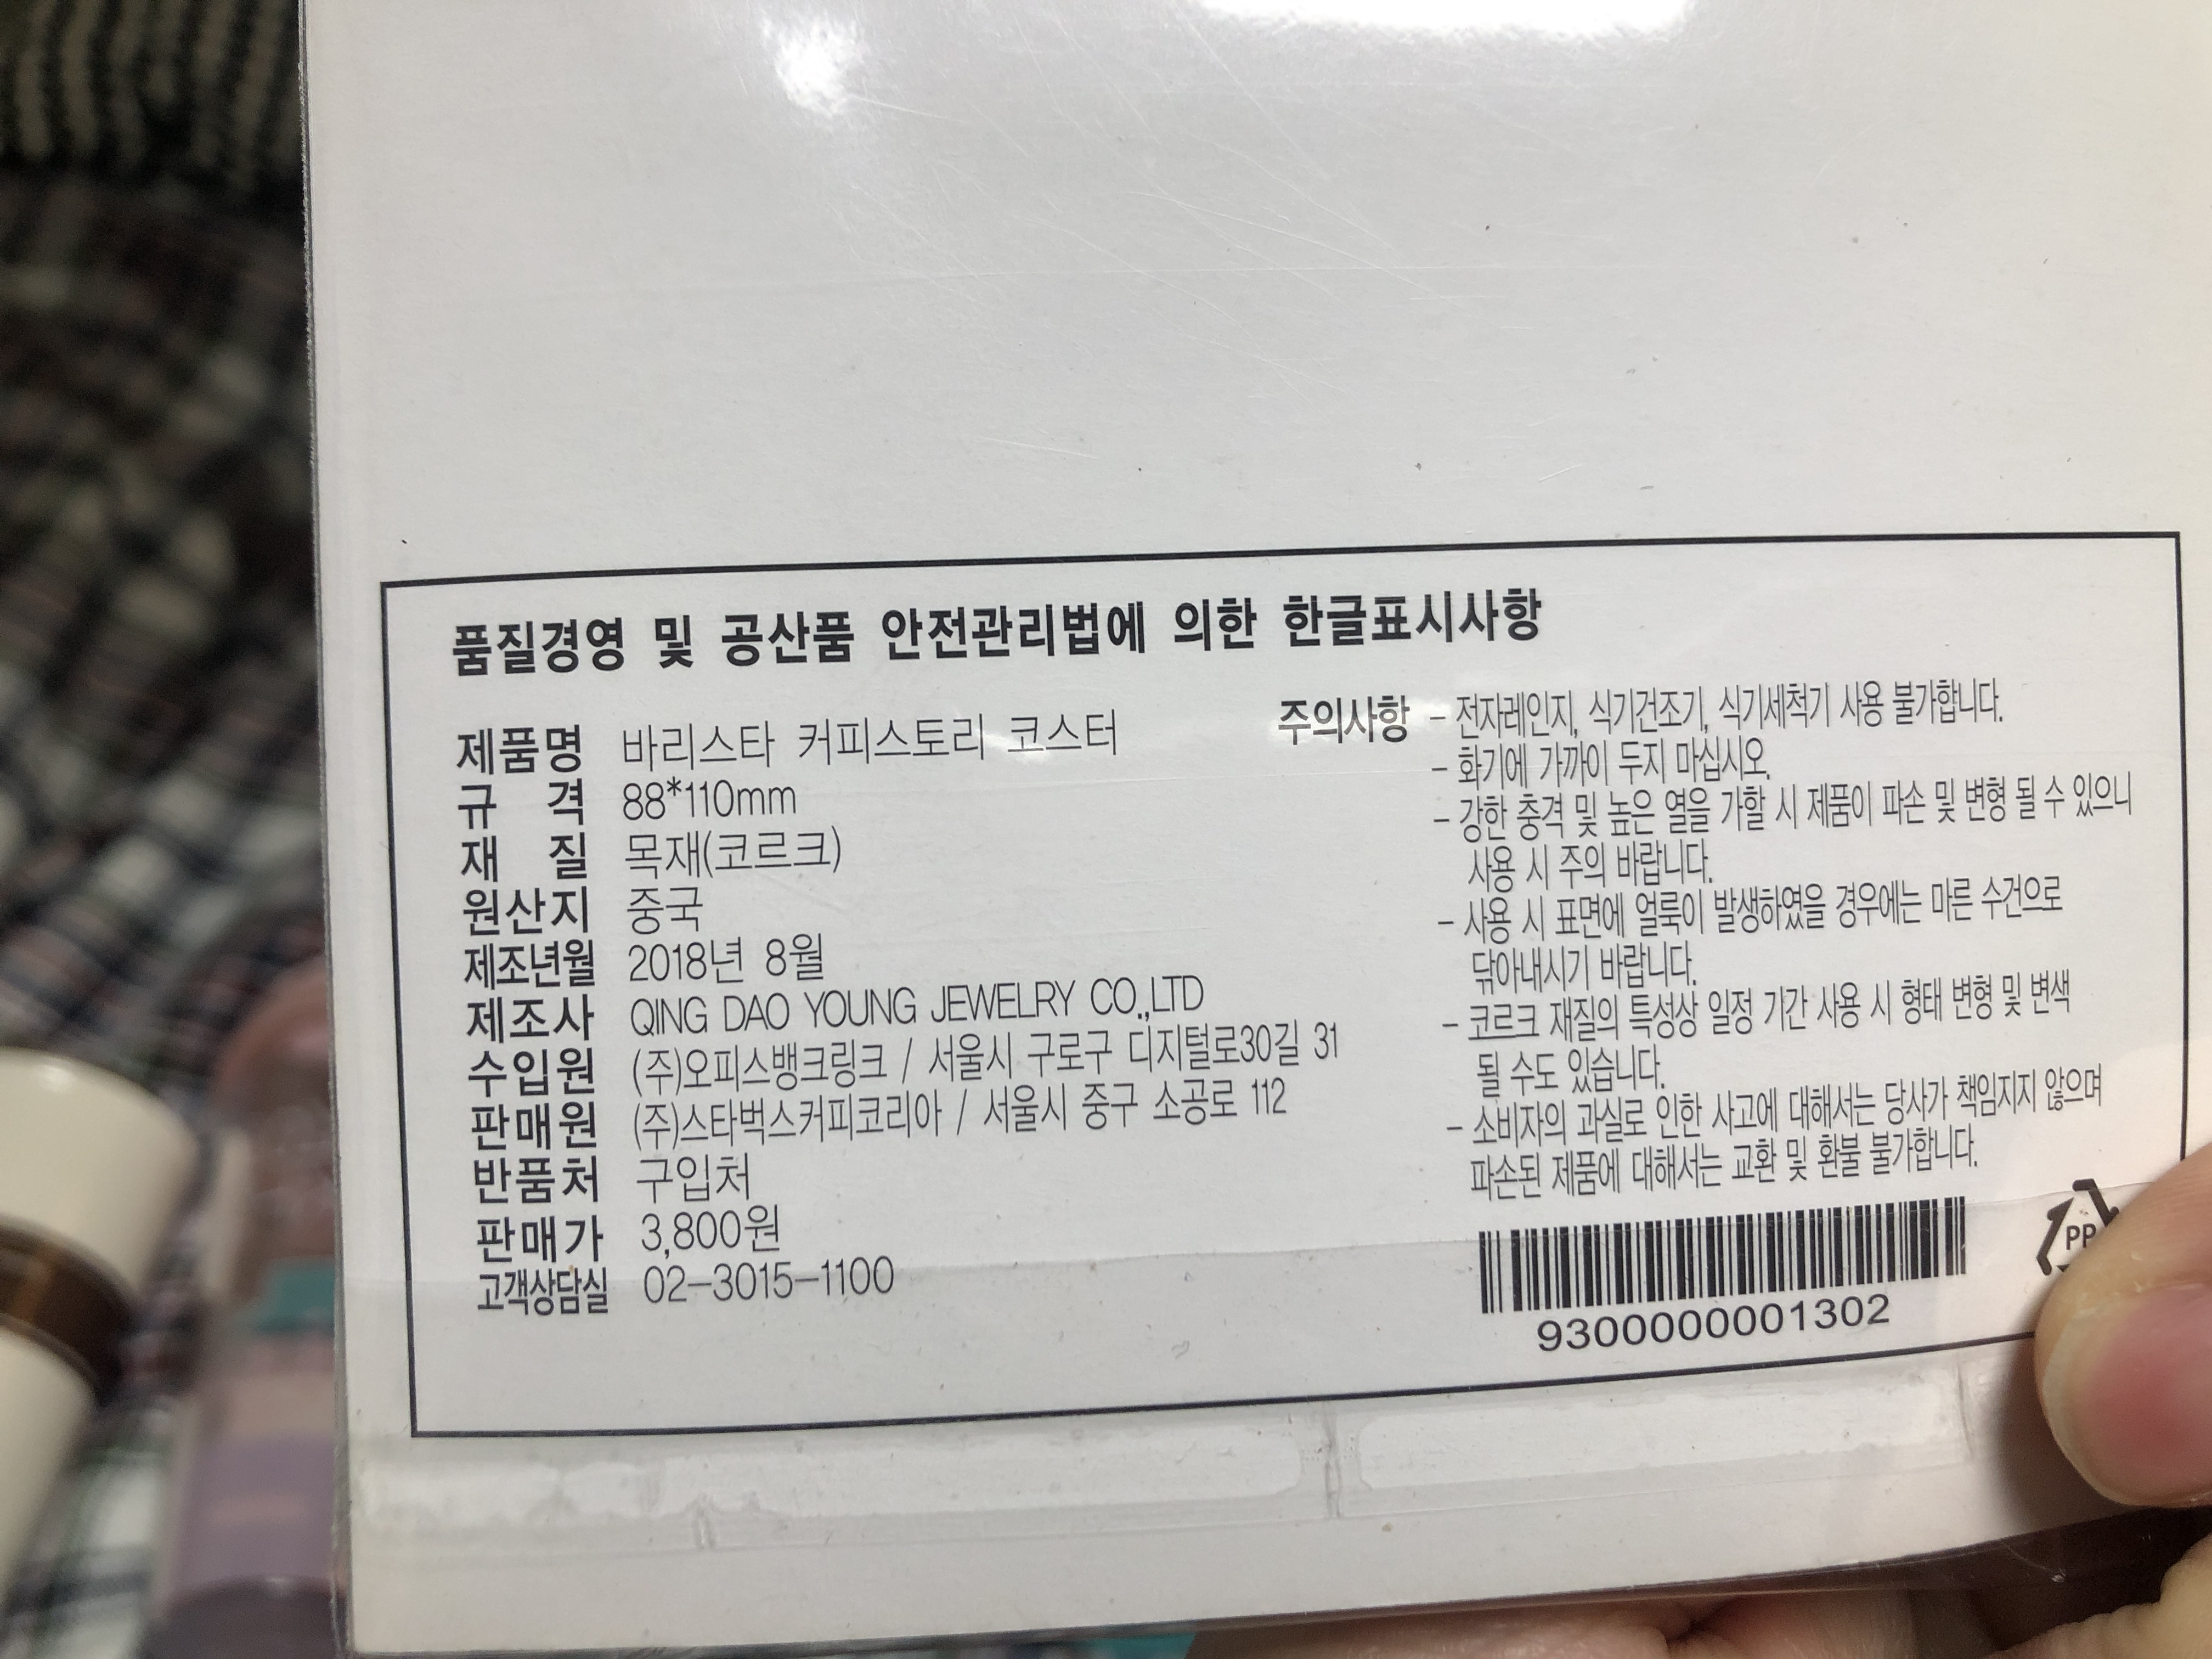 품질경영 및 공산품 안전관리법에 의한 한글표시사항
제품명 바리스타 커피스토리 코스터
규 격 88*110mm
재 질 목재(코르크)
원산지 중국
제조년월 2018년 8월
제조사 QING DAO YOUNG JEWELRY CO.,LTD
수입원 (주)오피스뱅크링크 / 서울시 구로구 디지털로30길 31
판매원 (주)스타벅스커피코리아 / 서울시 중구 소공로 112
반품처 구입처
판매가 3,800원
고객상담실 02-3015-1100
주의사항 - 전자레인지, 식기건조기, 식기세척기 사용 불가합니다.
- 화기에 가까이 두지 마십시오.
- 강한 충격 및 높은 열을 가할 시 제품이 파손 및 변형 될 수 있으니
사용 시 주의 바랍니다.
- 사용 시 표면에 얼룩이 발생하였을 경우에는 마른 수건으로
닦아내시기 바랍니다.
- 코르크 재질의 특성상 일정 기간 사용 시 형태 변형 및 변색
될 수도 있습니다.
- 소비자의 과실로 인한 사고에 대해서는 당사가 책임지지 않으며
파손된 제품에 대해서는 교환 및 환불 불가합니다.
PP
9300000001302